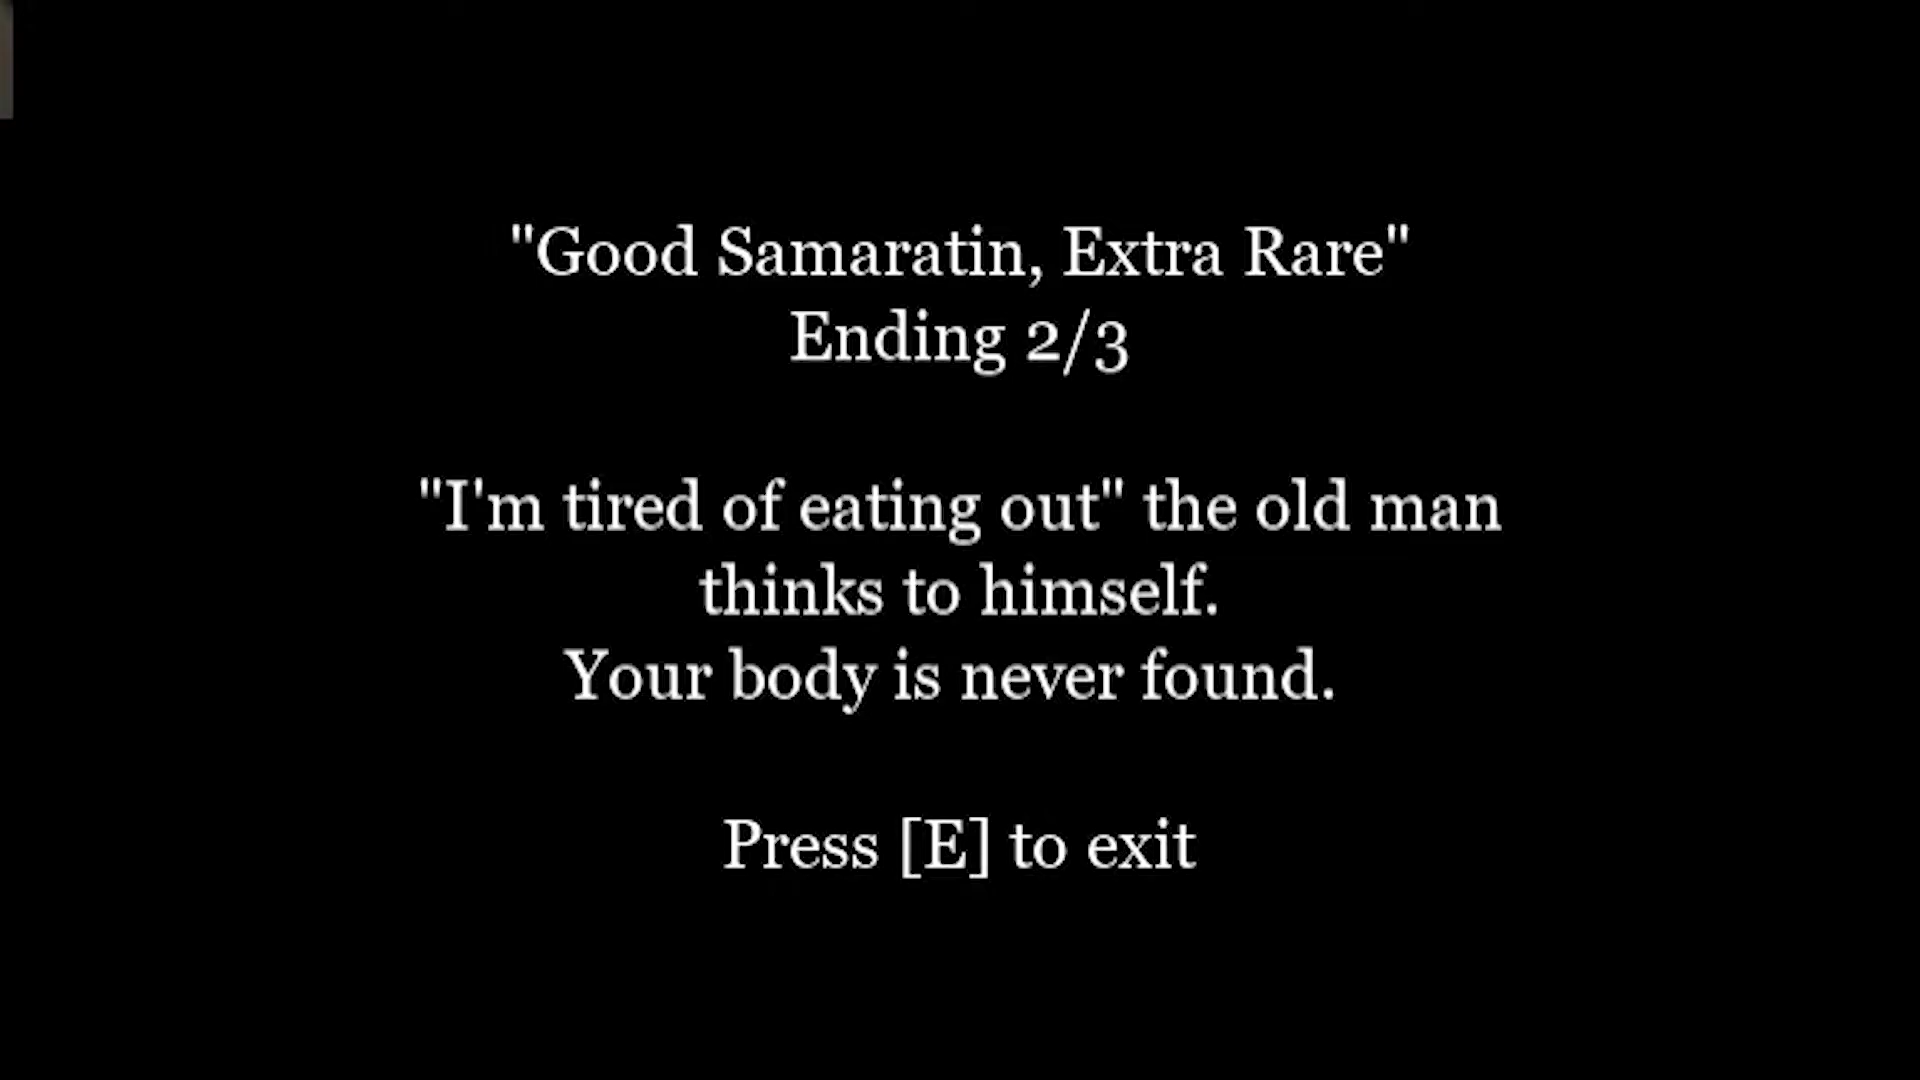 "Good Samaratin, Extra Rare"
Ending 2/3
"I'm tired of eating out" the old man
thinks to himself.
Your body is never found.
Press [E] to exit